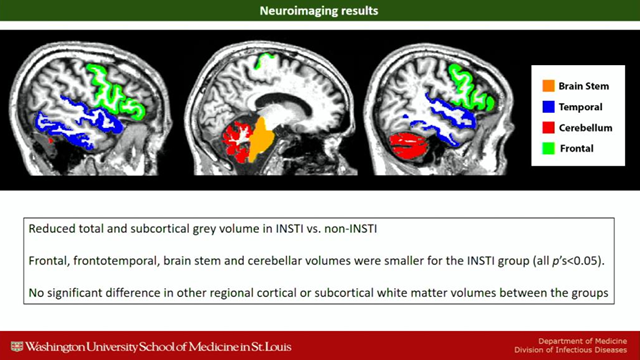 Neuroimaging results
Brain Stem
Temporal
Cerebellum
Frontal
Reduced total and subcortical grey volume in INSTI vs. non-INSTI
Frontal, frontotemporal, brain stem and cerebellar volumes were smaller for the INSTI group (all p's<0.05).
No significant difference in other regional cortical or subcortical white matter volumes between the groups
Washington University School of Medicine in St. Louis
Department of Medicine
Division of Infectious Diseases